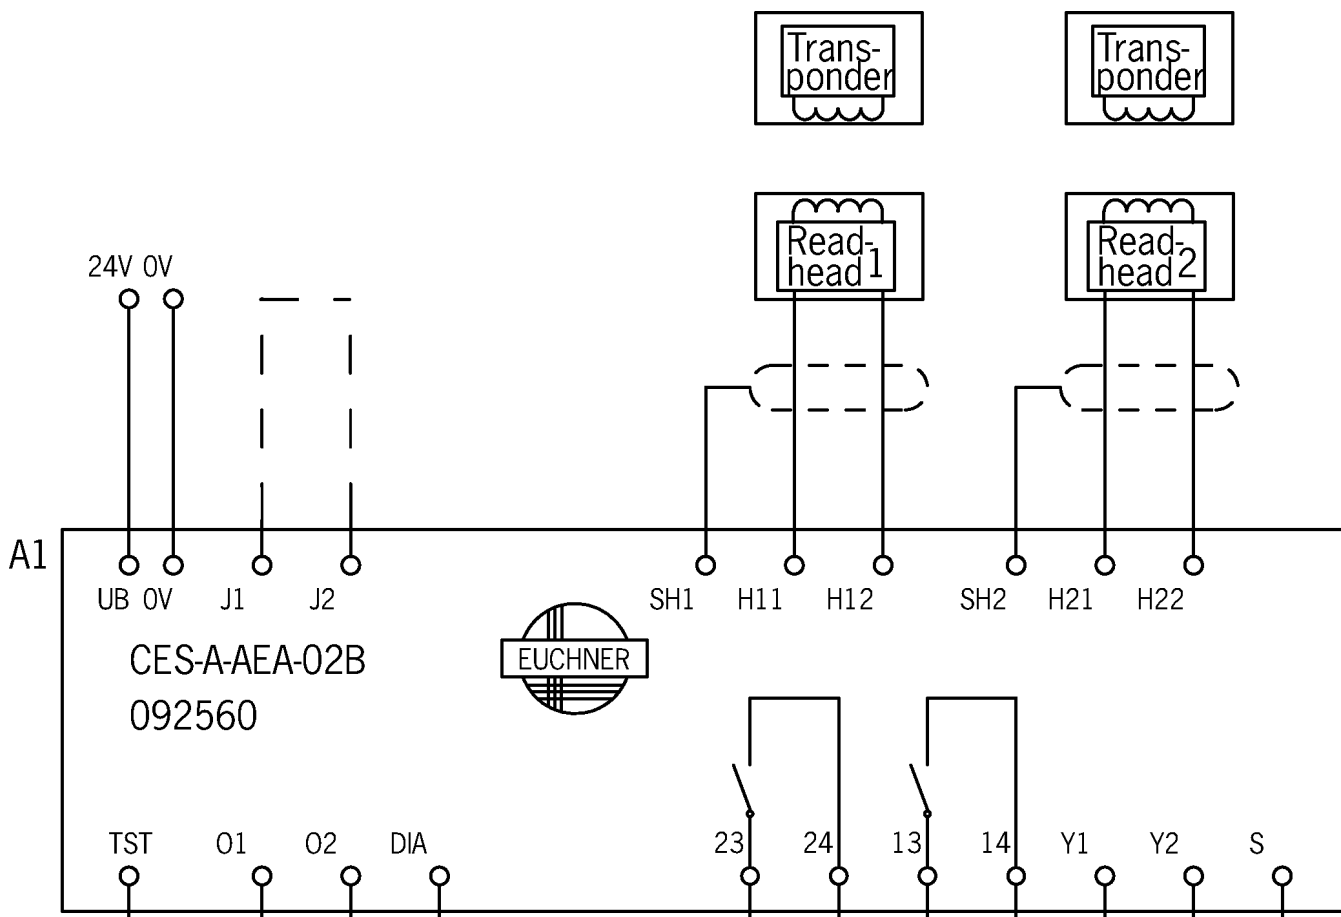 Trans- Trans-
ponder ponder
Read- 1 Read- 2
head head
24V 0V
A1
UB 0V J1 J2 SH1 H11 H12 SH2 H21 H22
CES-A-AEA-02B
EUCHNER
092560
TST O1 O2 DIA 23 24 13 14 Y1 Y2 S